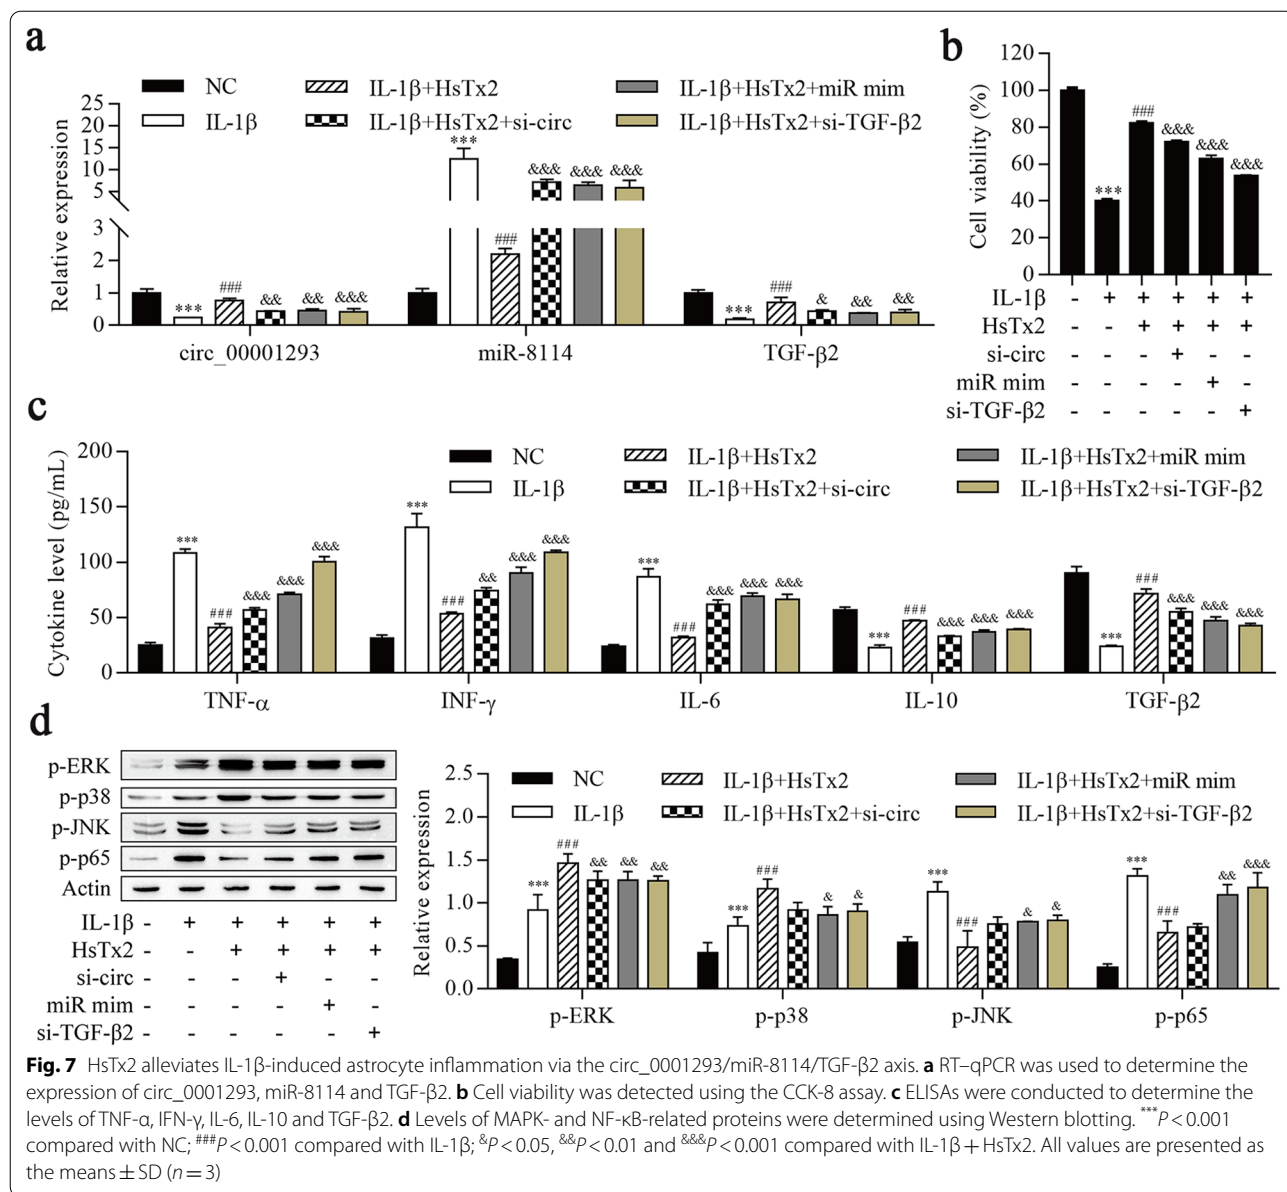 a
NC
IL-1β+HsTx2
IL-1β+HsTx2+miR mim
IL-1β
IL-1β+HsTx2+si-circ
IL-1β+HsTx2+si-TGF-β2
Relative expression
25
20
15
10
5
3
2
1
0
***
###
&&
&&
&&&
***
###
&&&
&&&
&&&
***
###
&
&&
&&
circ_00001293
miR-8114
TGF-β2
b
Cell viability (%)
120
100
80
60
40
20
0
***
###
&&&
&&&
&&&
IL-1β - + + + + +
HsTx2 - - + + + +
si-circ - - - + - -
miR mim - - - - + -
si-TGF-β2 - - - - - +
c
NC
IL-1β+HsTx2
IL-1β+HsTx2+miR mim
IL-1β
IL-1β+HsTx2+si-circ
IL-1β+HsTx2+si-TGF-β2
Cytokine level (pg/mL)
200
150
100
50
0
***
###
&&&
&&&
&&&
***
###
&&
&&&
&&&
***
###
&&&
&&&
&&&
***
###
&&&
&&&
&&&
***
###
&&&
&&&
&&&
TNF-α
INF-γ
IL-6
IL-10
TGF-β2
d
p-ERK
p-p38
p-JNK
p-p65
Actin
IL-1β - + + + + +
HsTx2 - - + + + +
si-circ - - - + - -
miR mim - - - - + -
si-TGF-β2 - - - - - +
NC
IL-1β+HsTx2
IL-1β+HsTx2+miR mim
IL-1β
IL-1β+HsTx2+si-circ
IL-1β+HsTx2+si-TGF-β2
Relative expression
2.5
2.0
1.5
1.0
0.5
0.0
***
###
&&
&&
&&
***
###
&
&
***
###
&
&
***
###
&&
&&&
p-ERK
p-p38
p-JNK
p-p65
Fig. 7 HsTx2 alleviates IL-1β-induced astrocyte inflammation via the circ_0001293/miR-8114/TGF-β2 axis. a RT–qPCR was used to determine the
expression of circ_0001293, miR-8114 and TGF-β2. b Cell viability was detected using the CCK-8 assay. c ELISAs were conducted to determine the
levels of TNF-α, IFN-γ, IL-6, IL-10 and TGF-β2. d Levels of MAPK- and NF-κB-related proteins were determined using Western blotting. ***P < 0.001
compared with NC; ###P < 0.001 compared with IL-1β; &P < 0.05, &&P < 0.01 and &&&P < 0.001 compared with IL-1β + HsTx2. All values are presented as
the means ± SD (n = 3)